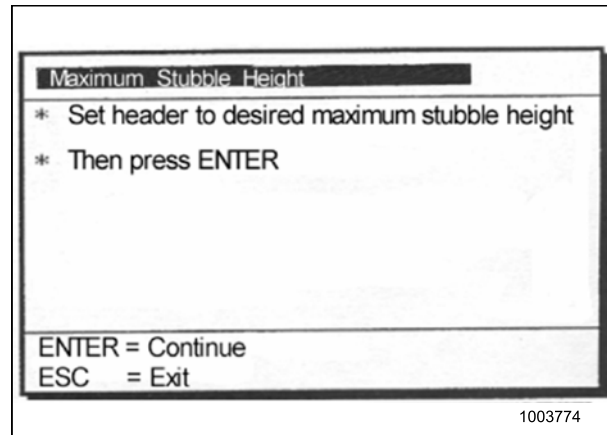 Maximum Stubble Height
* Set header to desired maximum stubble height
* Then press ENTER
ENTER = Continue
ESC = Exit
1003774